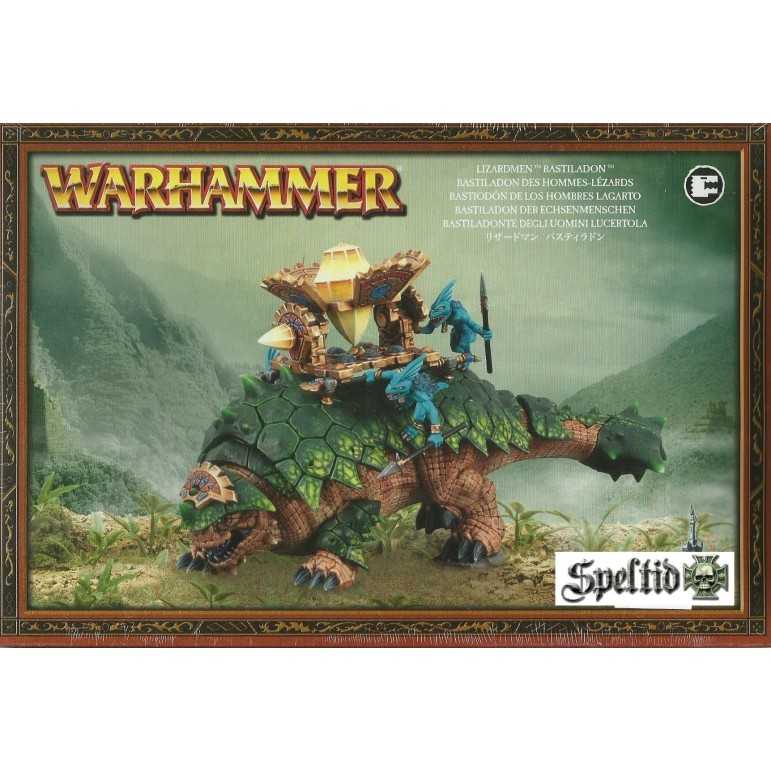 WARHAMMER
LIZARDMEN™ BASTILADON™
BASTILADON DES HOMMES-LÉZARDS
BASTIODÓN DE LOS HOMBRES LAGARTO
BASTILADON DER ECHSENMENSCHEN
BASTILADONTE DEGLI UOMINI LUCERTOLA
リザードマン バスティラドン
Speltid